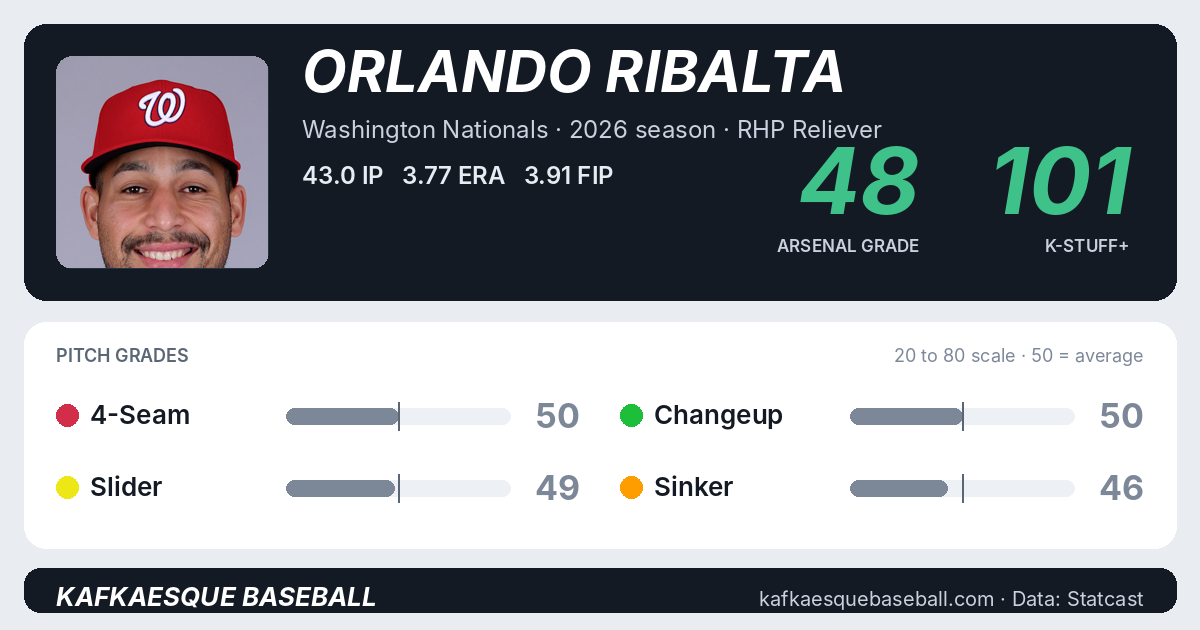 ORLANDO RIBALTA
Washington Nationals · 2026 season · RHP Reliever
43.0 IP 3.77 ERA 3.91 FIP
48 101
ARSENAL GRADE K-STUFF+
W
PITCH GRADES 20 to 80 scale · 50 = average
4-Seam 50 Changeup 50
Slider 49 Sinker 46
KAFKAESQUE BASEBALL kafkaesquebaseball.com · Data: Statcast